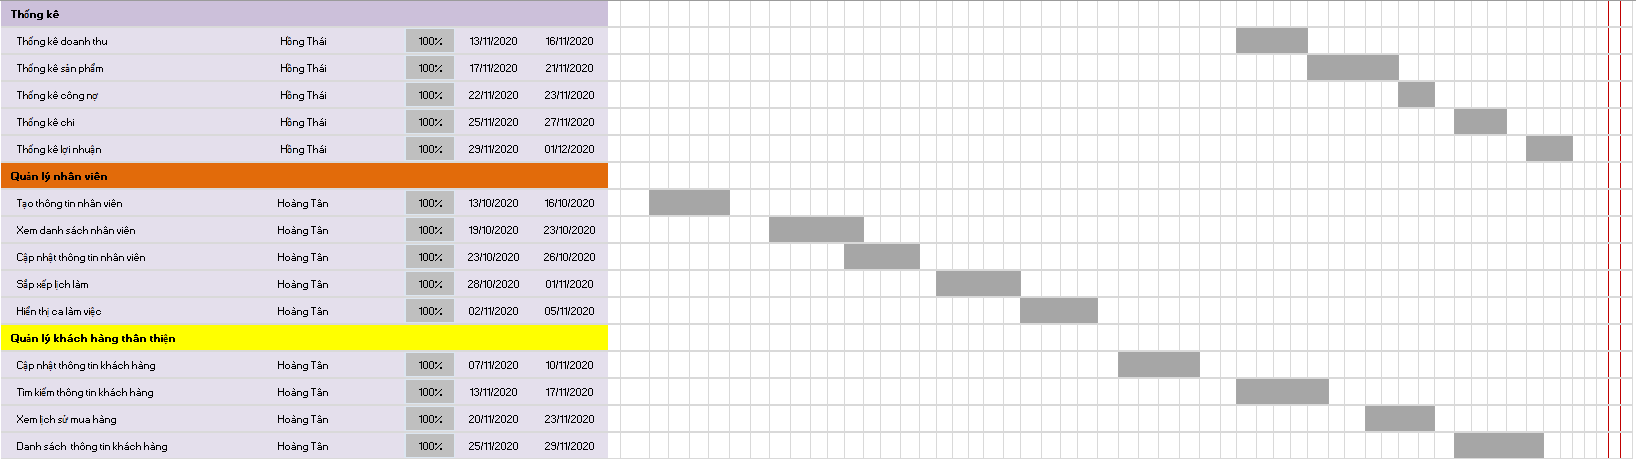 Thống kê
Thống kê doanh thu Hồng Thái 100% 13/11/2020 16/11/2020
Thống kê sản phẩm Hồng Thái 100% 17/11/2020 21/11/2020
Thống kê công nợ Hồng Thái 100% 22/11/2020 23/11/2020
Thống kê chi Hồng Thái 100% 25/11/2020 27/11/2020
Thống kê lợi nhuận Hồng Thái 100% 29/11/2020 01/12/2020
Quản lý nhân viên
Tạo thông tin nhân viên Hoàng Tân 100% 13/10/2020 16/10/2020
Xem danh sách nhân viên Hoàng Tân 100% 19/10/2020 23/10/2020
Cập nhật thông tin nhân viên Hoàng Tân 100% 23/10/2020 26/10/2020
Sắp xếp lịch làm Hoàng Tân 100% 28/10/2020 01/11/2020
Hiển thị ca làm việc Hoàng Tân 100% 02/11/2020 05/11/2020
Quản lý khách hàng thân thiện
Cập nhật thông tin khách hàng Hoàng Tân 100% 07/11/2020 10/11/2020
Tìm kiếm thông tin khách hàng Hoàng Tân 100% 13/11/2020 17/11/2020
Xem lịch sử mua hàng Hoàng Tân 100% 20/11/2020 23/11/2020
Danh sách thông tin khách hàng Hoàng Tân 100% 25/11/2020 29/11/2020